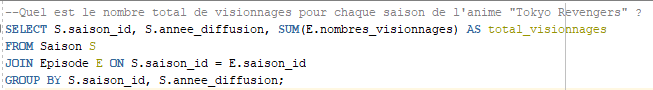 --Quel est le nombre total de visionnages pour chaque saison de l'anime "Tokyo Revengers" ?
SELECT S.saison_id, S.annee_diffusion, SUM(E.nombres_visionnages) AS total_visionnages
FROM Saison S
JOIN Episode E ON S.saison_id = E.saison_id
GROUP BY S.saison_id, S.annee_diffusion;